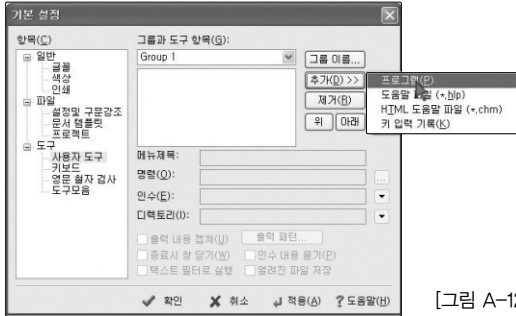 기본 설정
항목(C)
일반
글꼴
색상
인쇄
파일
설정및 구문강조
문서 템플릿
프로젝트
도구
사용자 도구
키보드
영문 철자 검사
도구모음
그룹과 도구 항목(G):
Group 1
그룹 이름...
추가(D) >>
제거(R)
위 아래
프로그램(P)
도움말 파일 (*.hlp)
HTML 도움말 파일 (*.chm)
키 입력 기록(K)
메뉴제목:
명령(O):
...
인수(E):
디렉토리(I):
출력 내용 캡쳐(U) 출력 패턴...
종료시 창 닫기(W) 인수 내용 묻기(P)
텍스트 필터로 실행 열려진 파일 저장
확인 취소 적용(A) ? 도움말(H)
[그림 A-12